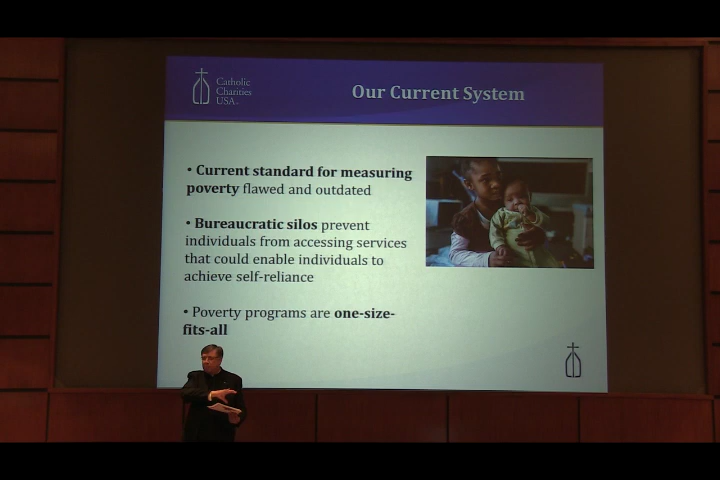 Catholic
Charities
USA.
Our Current System
• Current standard for measuring
poverty flawed and outdated
• Bureaucratic silos prevent
individuals from accessing services
that could enable individuals to
achieve self-reliance
• Poverty programs are one-size-
fits-all